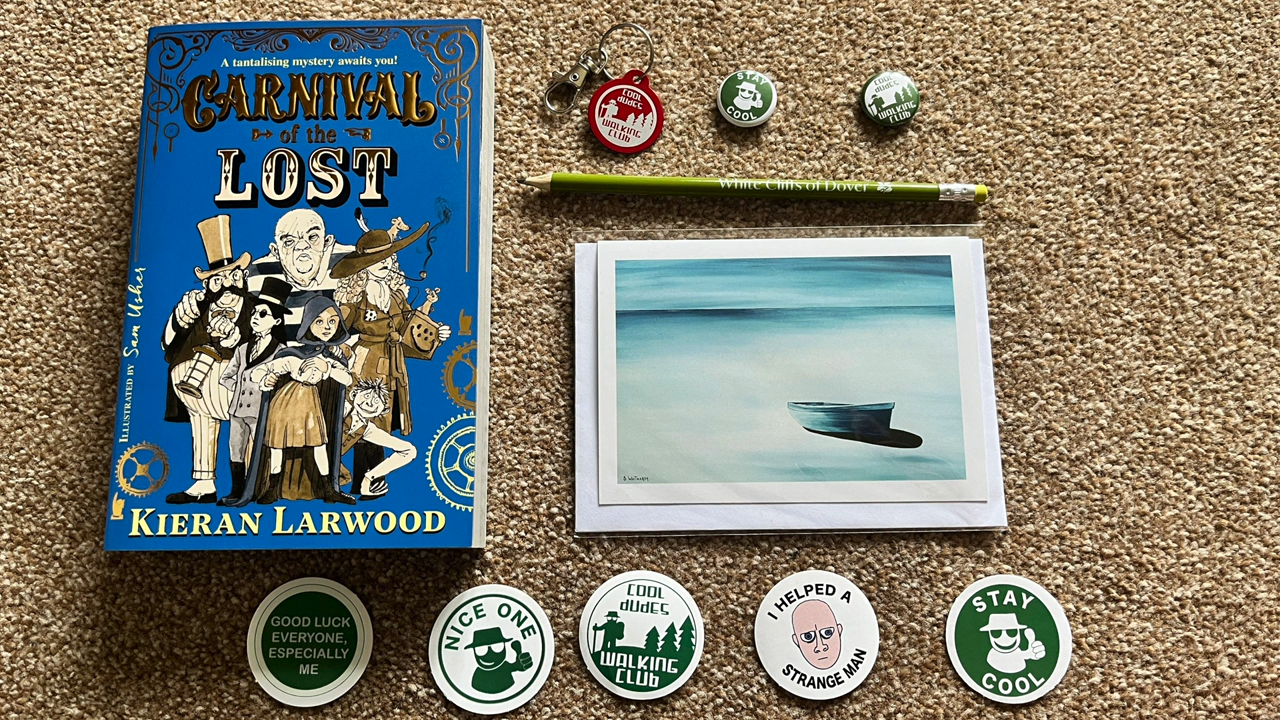 A tantalising mystery awaits you!
CARNIVAL
of the
LOST
ILLUSTRATED BY Sam Usher
KIERAN LARWOOD
COOL
dUdES
WALKING
CLUb
STAY
COOL
COOL
dUdES
WALKING
CLUb
White Cliffs of Dover
GOOD LUCK
EVERYONE,
ESPECIALLY
ME
NICE ONE
COOL
dUdES
WALKING
CLUb
I HELPED A
STRANGE MAN
STAY
COOL